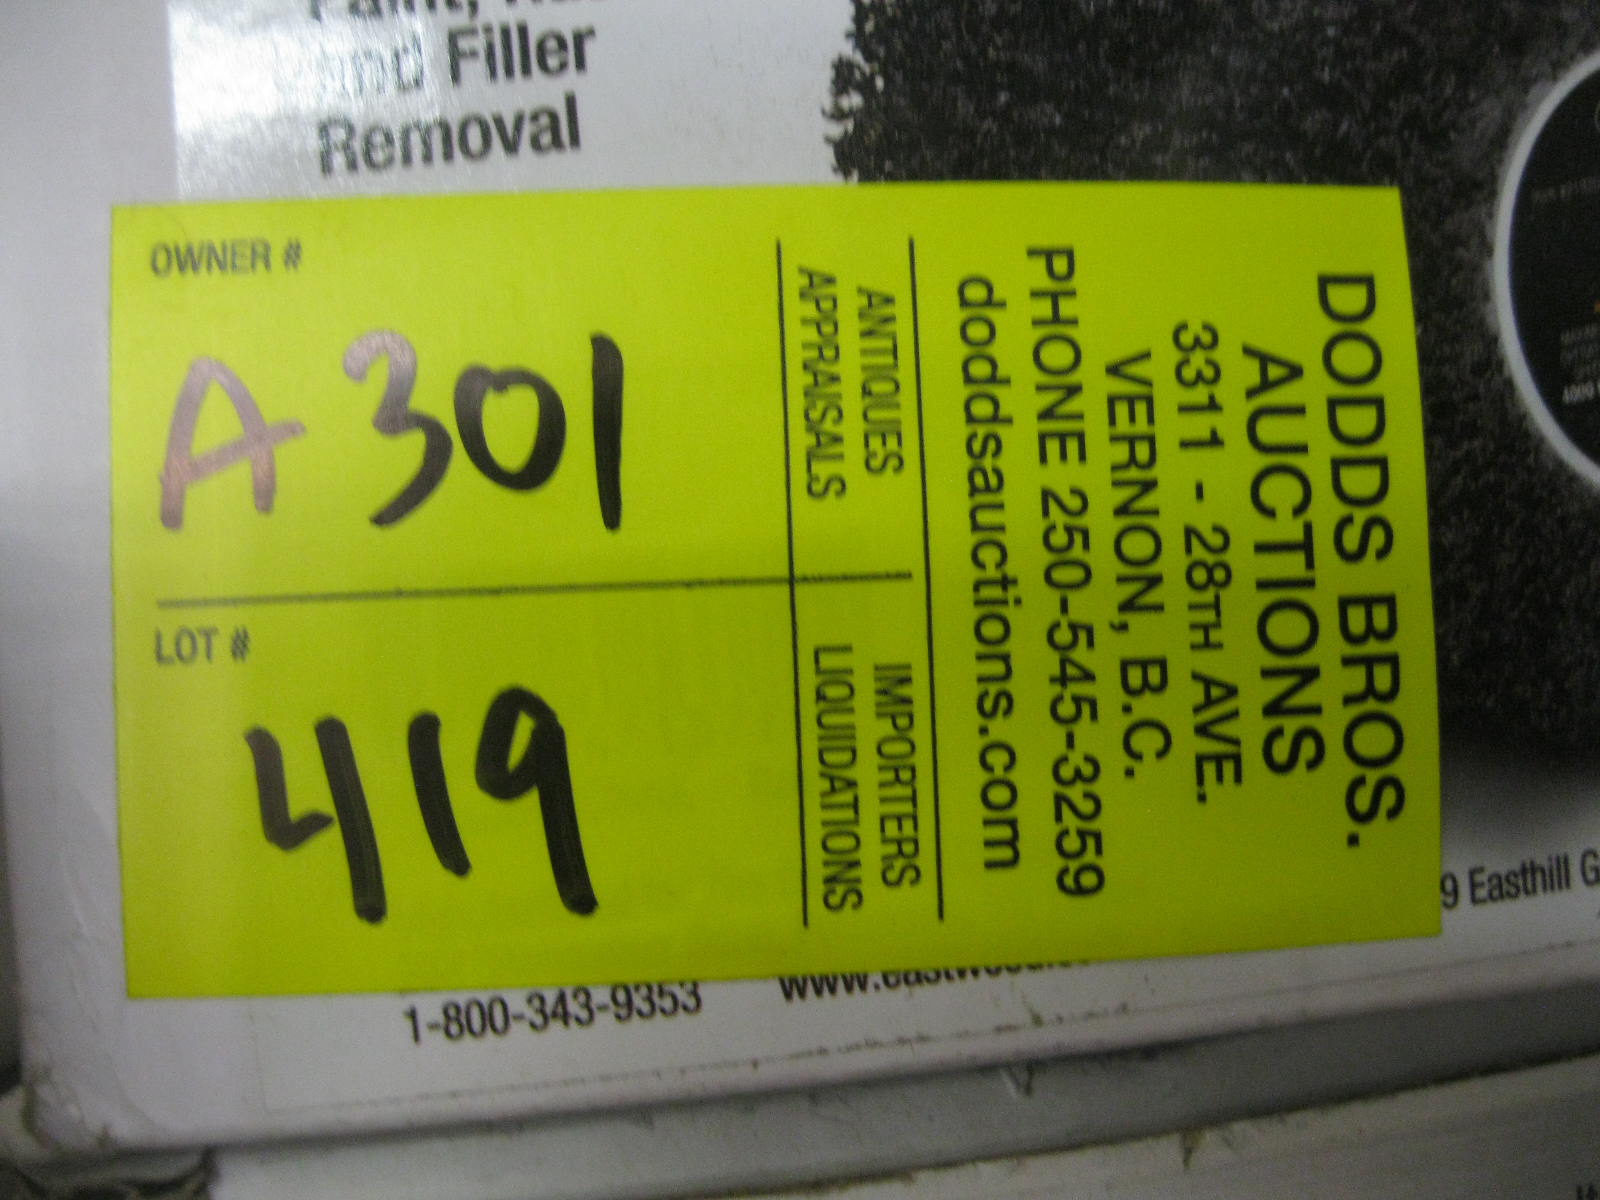 and Filler
Removal
OWNER #
A301
LOT #
419
DODDS BROS.
AUCTIONS
3311 - 28TH AVE.
VERNON, B.C.
PHONE 250-545-3259
doddsauctions.com
ANTIQUES
APPRAISALS
IMPORTERS
LIQUIDATIONS
9 Easthill
1-800-343-9353